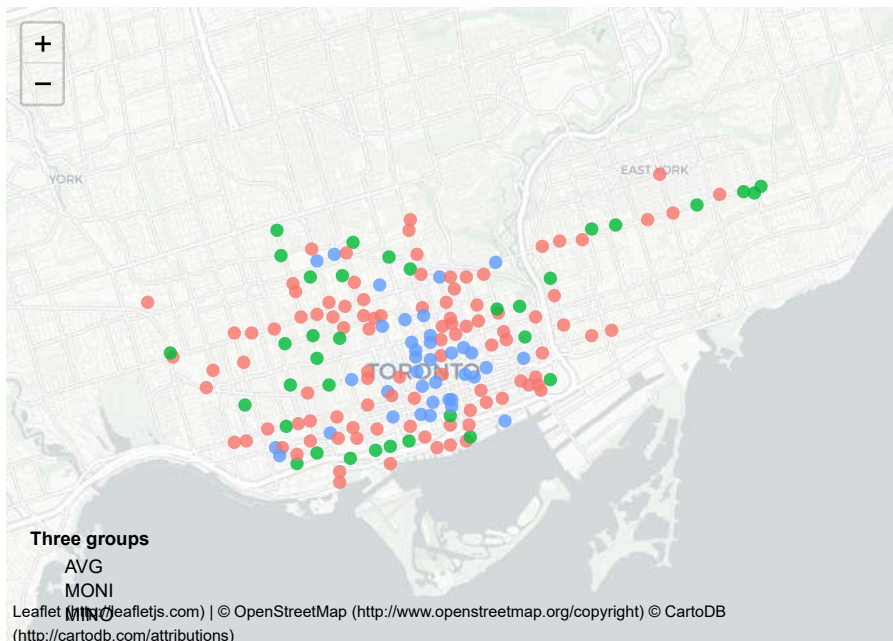 +
−
YORK
EAST YORK
TORONTO
Three groups
AVG
MONI
MINO
Leaflet (http://leafletjs.com) | © OpenStreetMap (http://www.openstreetmap.org/copyright) © CartoDB
(http://cartodb.com/attributions)